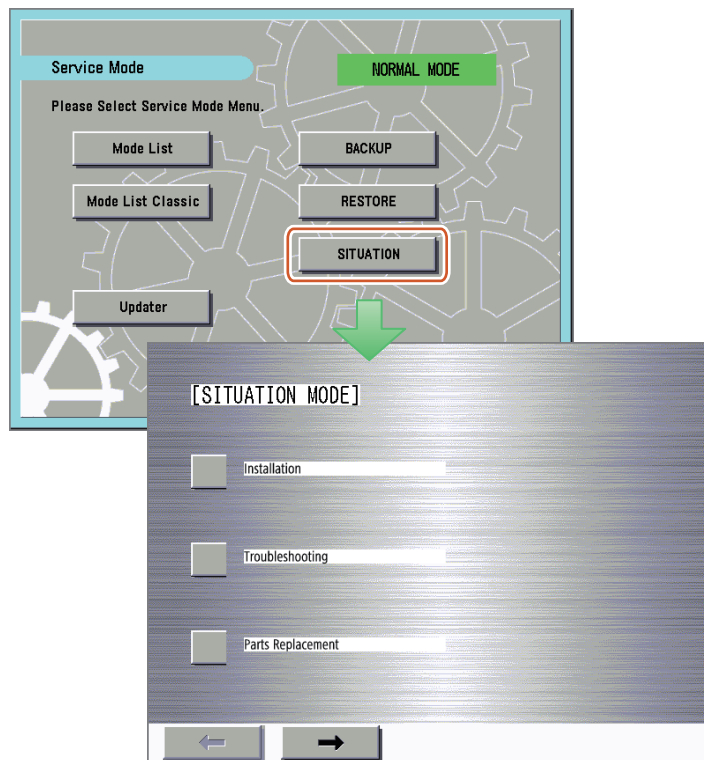 Service Mode
NORMAL MODE
Please Select Service Mode Menu.
Mode List
BACKUP
Mode List Classic
RESTORE
SITUATION
Updater
[SITUATION MODE]
Installation
Troubleshooting
Parts Replacement